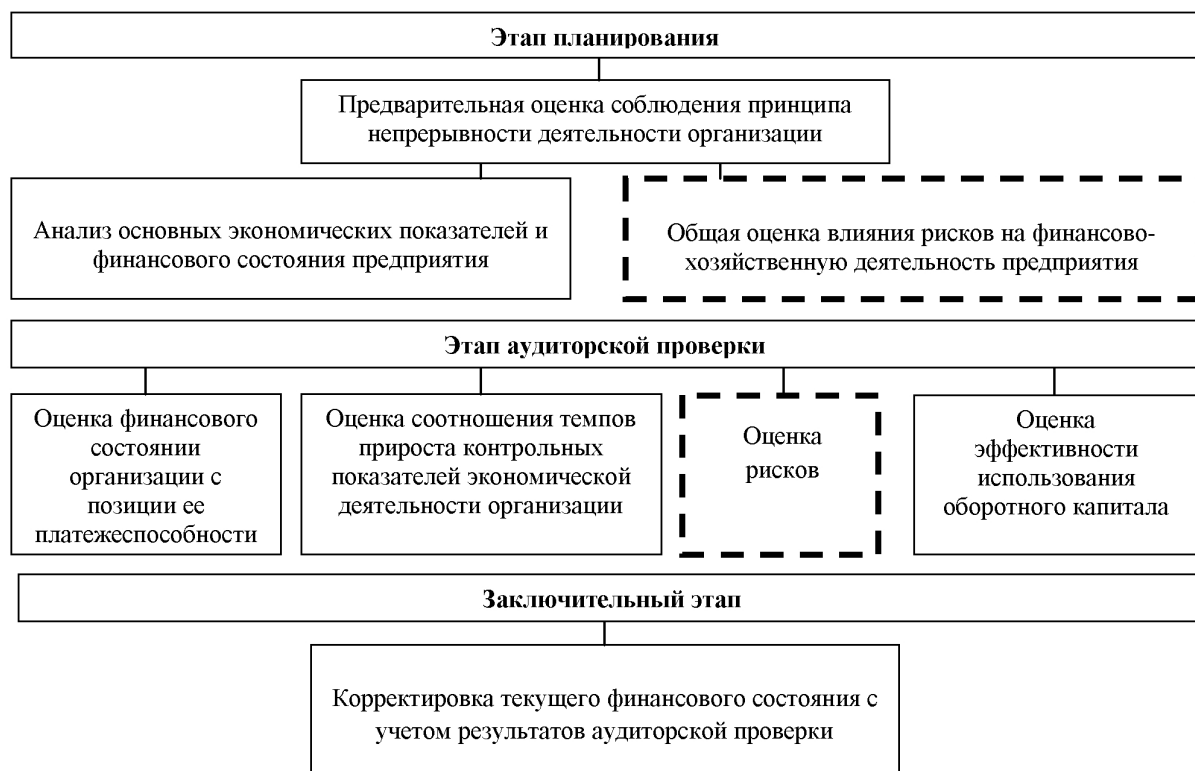 Этап планирования
Предварительная оценка соблюдения принципа
непрерывности деятельности организации
Анализ основных экономических показателей и
финансового состояния предприятия
Общая оценка влияния рисков на финансово-
хозяйственную деятельность предприятия
Этап аудиторской проверки
Оценка финансового
состоянии
организации с
позиции ее
платежеспособности
Оценка соотношения темпов
прироста контрольных
показателей экономической
деятельности организации
Оценка
рисков
Оценка
эффективности
использования
оборотного капитала
Заключительный этап
Корректировка текущего финансового состояния с
учетом результатов аудиторской проверки